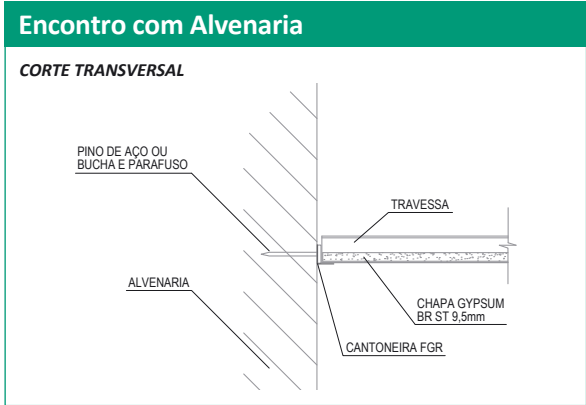 Encontro com Alvenaria
CORTE TRANSVERSAL
PINO DE AÇO OU
BUCHA E PARAFUSO
TRAVESSA
ALVENARIA
CHAPA GYPSUM
BR ST 9,5mm
CANTONEIRA FGR